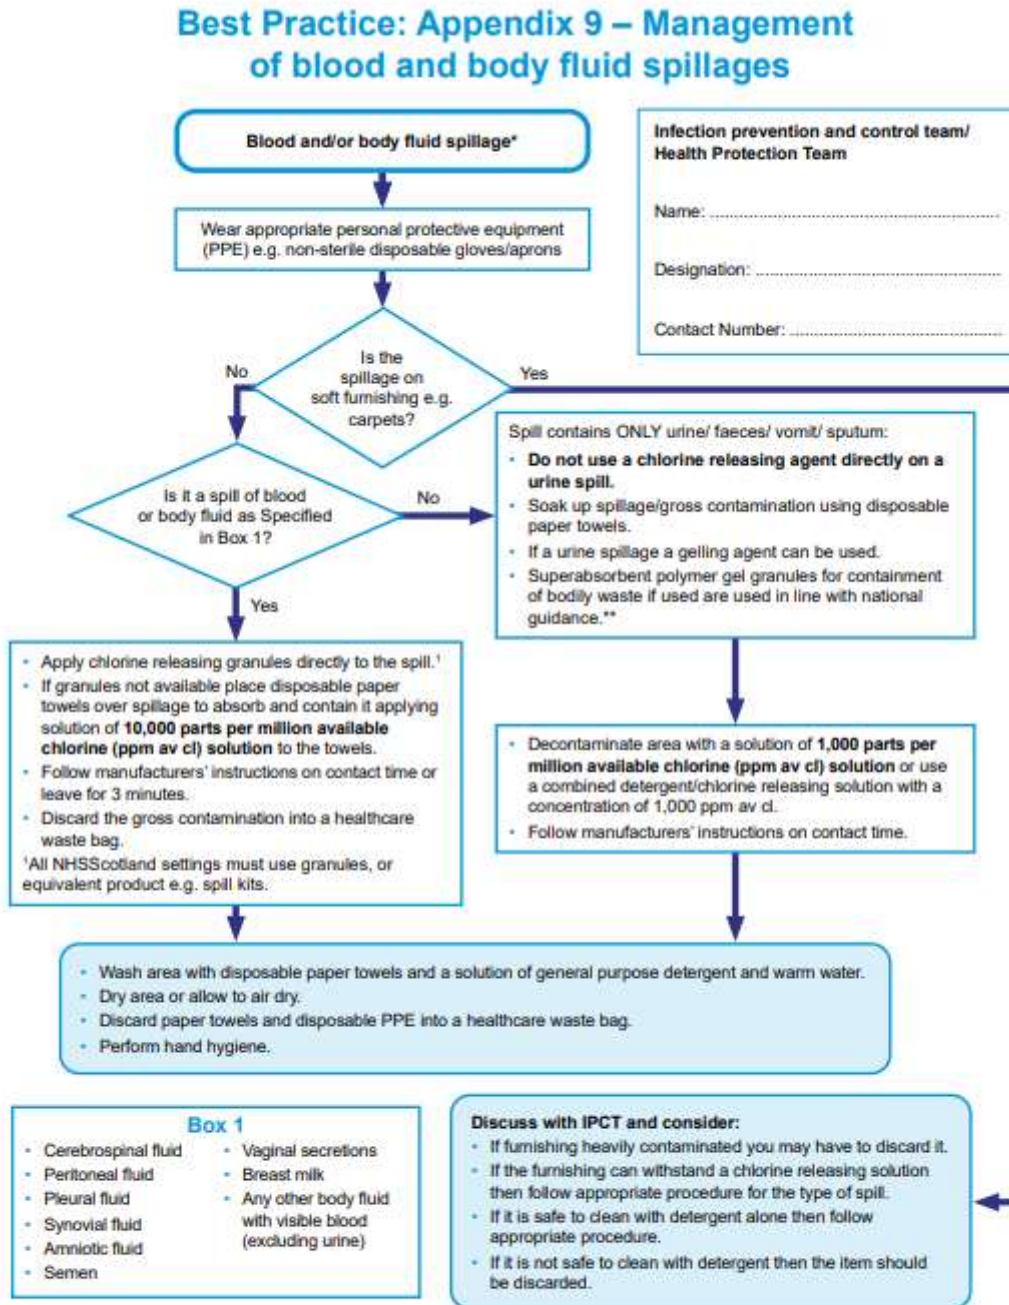 Best Practice: Appendix 9 – Management
of blood and body fluid spillages
Blood and/or body fluid spillage*
Infection prevention and control team/
Health Protection Team
Name: ...............................................................
Designation: .....................................................
Contact Number: ..............................................
Wear appropriate personal protective equipment
(PPE) e.g. non-sterile disposable gloves/aprons
Is the
spillage on
soft furnishing e.g.
carpets?
No
Yes
Is it a spill of blood
or body fluid as Specified
in Box 1?
No
Yes
Spill contains ONLY urine/ faeces/ vomit/ sputum:
• Do not use a chlorine releasing agent directly on a
urine spill.
• Soak up spillage/gross contamination using disposable
paper towels.
• If a urine spillage a gelling agent can be used.
• Superabsorbent polymer gel granules for containment
of bodily waste if used are used in line with national
guidance.**
• Apply chlorine releasing granules directly to the spill.¹
• If granules not available place disposable paper
towels over spillage to absorb and contain it applying
solution of 10,000 parts per million available
chlorine (ppm av cl) solution to the towels.
• Follow manufacturers' instructions on contact time or
leave for 3 minutes.
• Discard the gross contamination into a healthcare
waste bag.
¹All NHSScotland settings must use granules, or
equivalent product e.g. spill kits.
• Decontaminate area with a solution of 1,000 parts per
million available chlorine (ppm av cl) solution or use
a combined detergent/chlorine releasing solution with a
concentration of 1,000 ppm av cl.
• Follow manufacturers' instructions on contact time.
• Wash area with disposable paper towels and a solution of general purpose detergent and warm water.
• Dry area or allow to air dry.
• Discard paper towels and disposable PPE into a healthcare waste bag.
• Perform hand hygiene.
Box 1
• Cerebrospinal fluid
• Peritoneal fluid
• Pleural fluid
• Synovial fluid
• Amniotic fluid
• Semen
• Vaginal secretions
• Breast milk
• Any other body fluid
with visible blood
(excluding urine)
Discuss with IPCT and consider:
• If furnishing heavily contaminated you may have to discard it.
• If the furnishing can withstand a chlorine releasing solution
then follow appropriate procedure for the type of spill.
• If it is safe to clean with detergent alone then follow
appropriate procedure.
• If it is not safe to clean with detergent then the item should
be discarded.